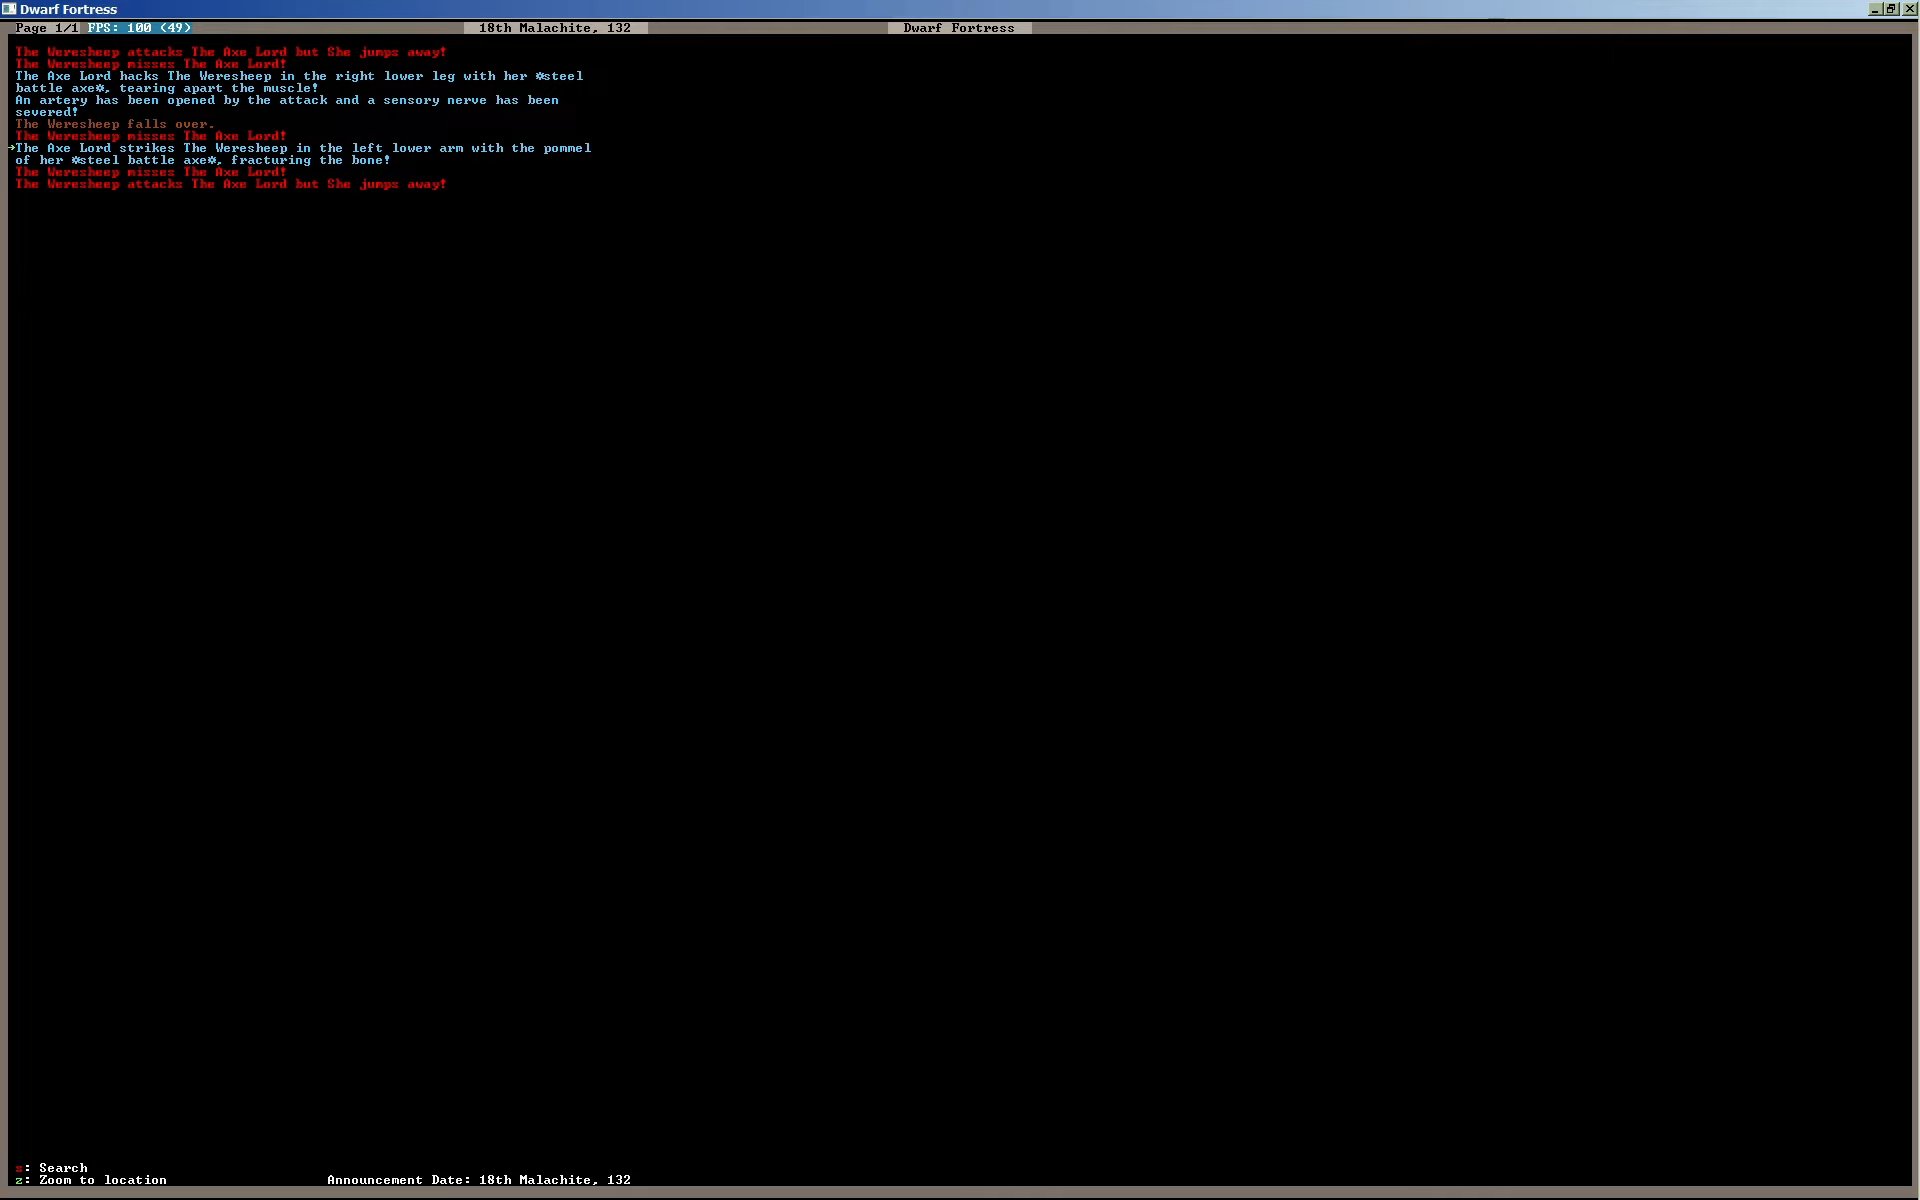 Dwarf Fortress
Page 1/1 FPS: 100 (49) 18th Malachite, 132 Dwarf Fortress
The Weresheep attacks The Axe Lord but She jumps away!
The Weresheep misses The Axe Lord!
The Axe Lord hacks The Weresheep in the right lower leg with her ☼steel
battle axe☼, tearing apart the muscle!
An artery has been opened by the attack and a sensory nerve has been
severed!
The Weresheep falls over.
The Weresheep misses The Axe Lord!
→The Axe Lord strikes The Weresheep in the left lower arm with the pommel
of her ☼steel battle axe☼, fracturing the bone!
The Weresheep misses The Axe Lord!
The Weresheep attacks The Axe Lord but She jumps away!
s: Search
z: Zoom to location Announcement Date: 18th Malachite, 132